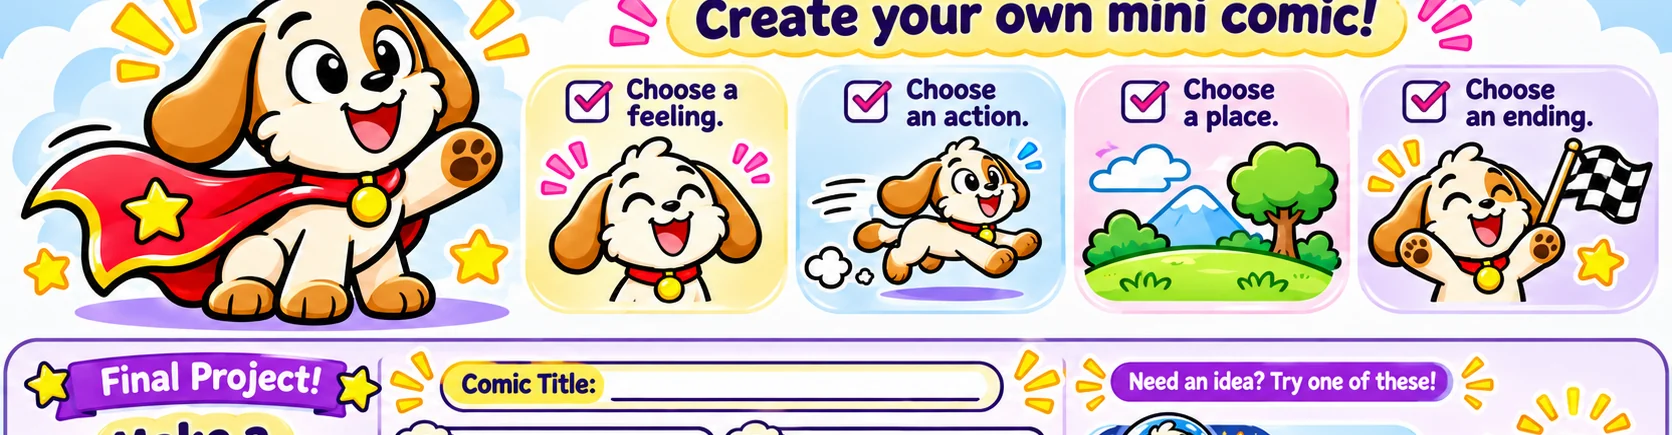 Create your own mini comic!
Choose a
feeling.
Choose
an action.
Choose
a place.
Choose
an ending.
Final Project!
Comic Title:
Need an idea? Try one of these!
Make a